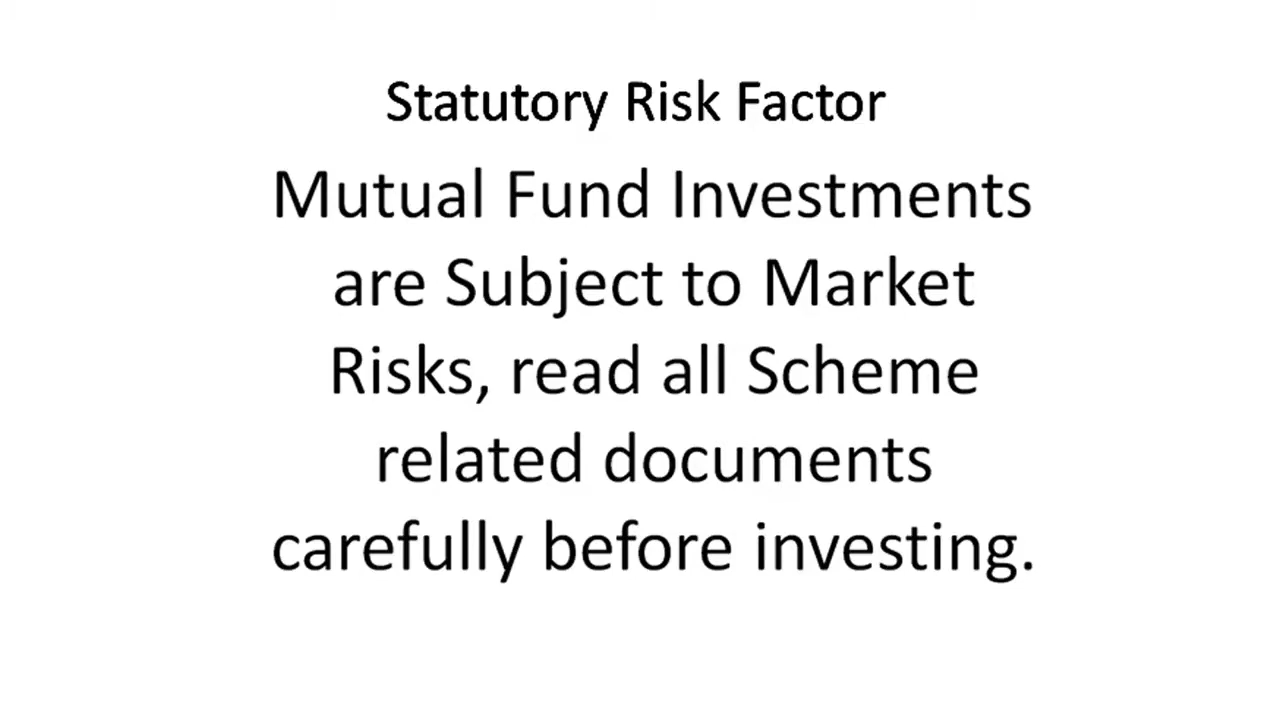 Statutory Risk Factor
Mutual Fund Investments
are Subject to Market
Risks, read all Scheme
related documents
carefully before investing.